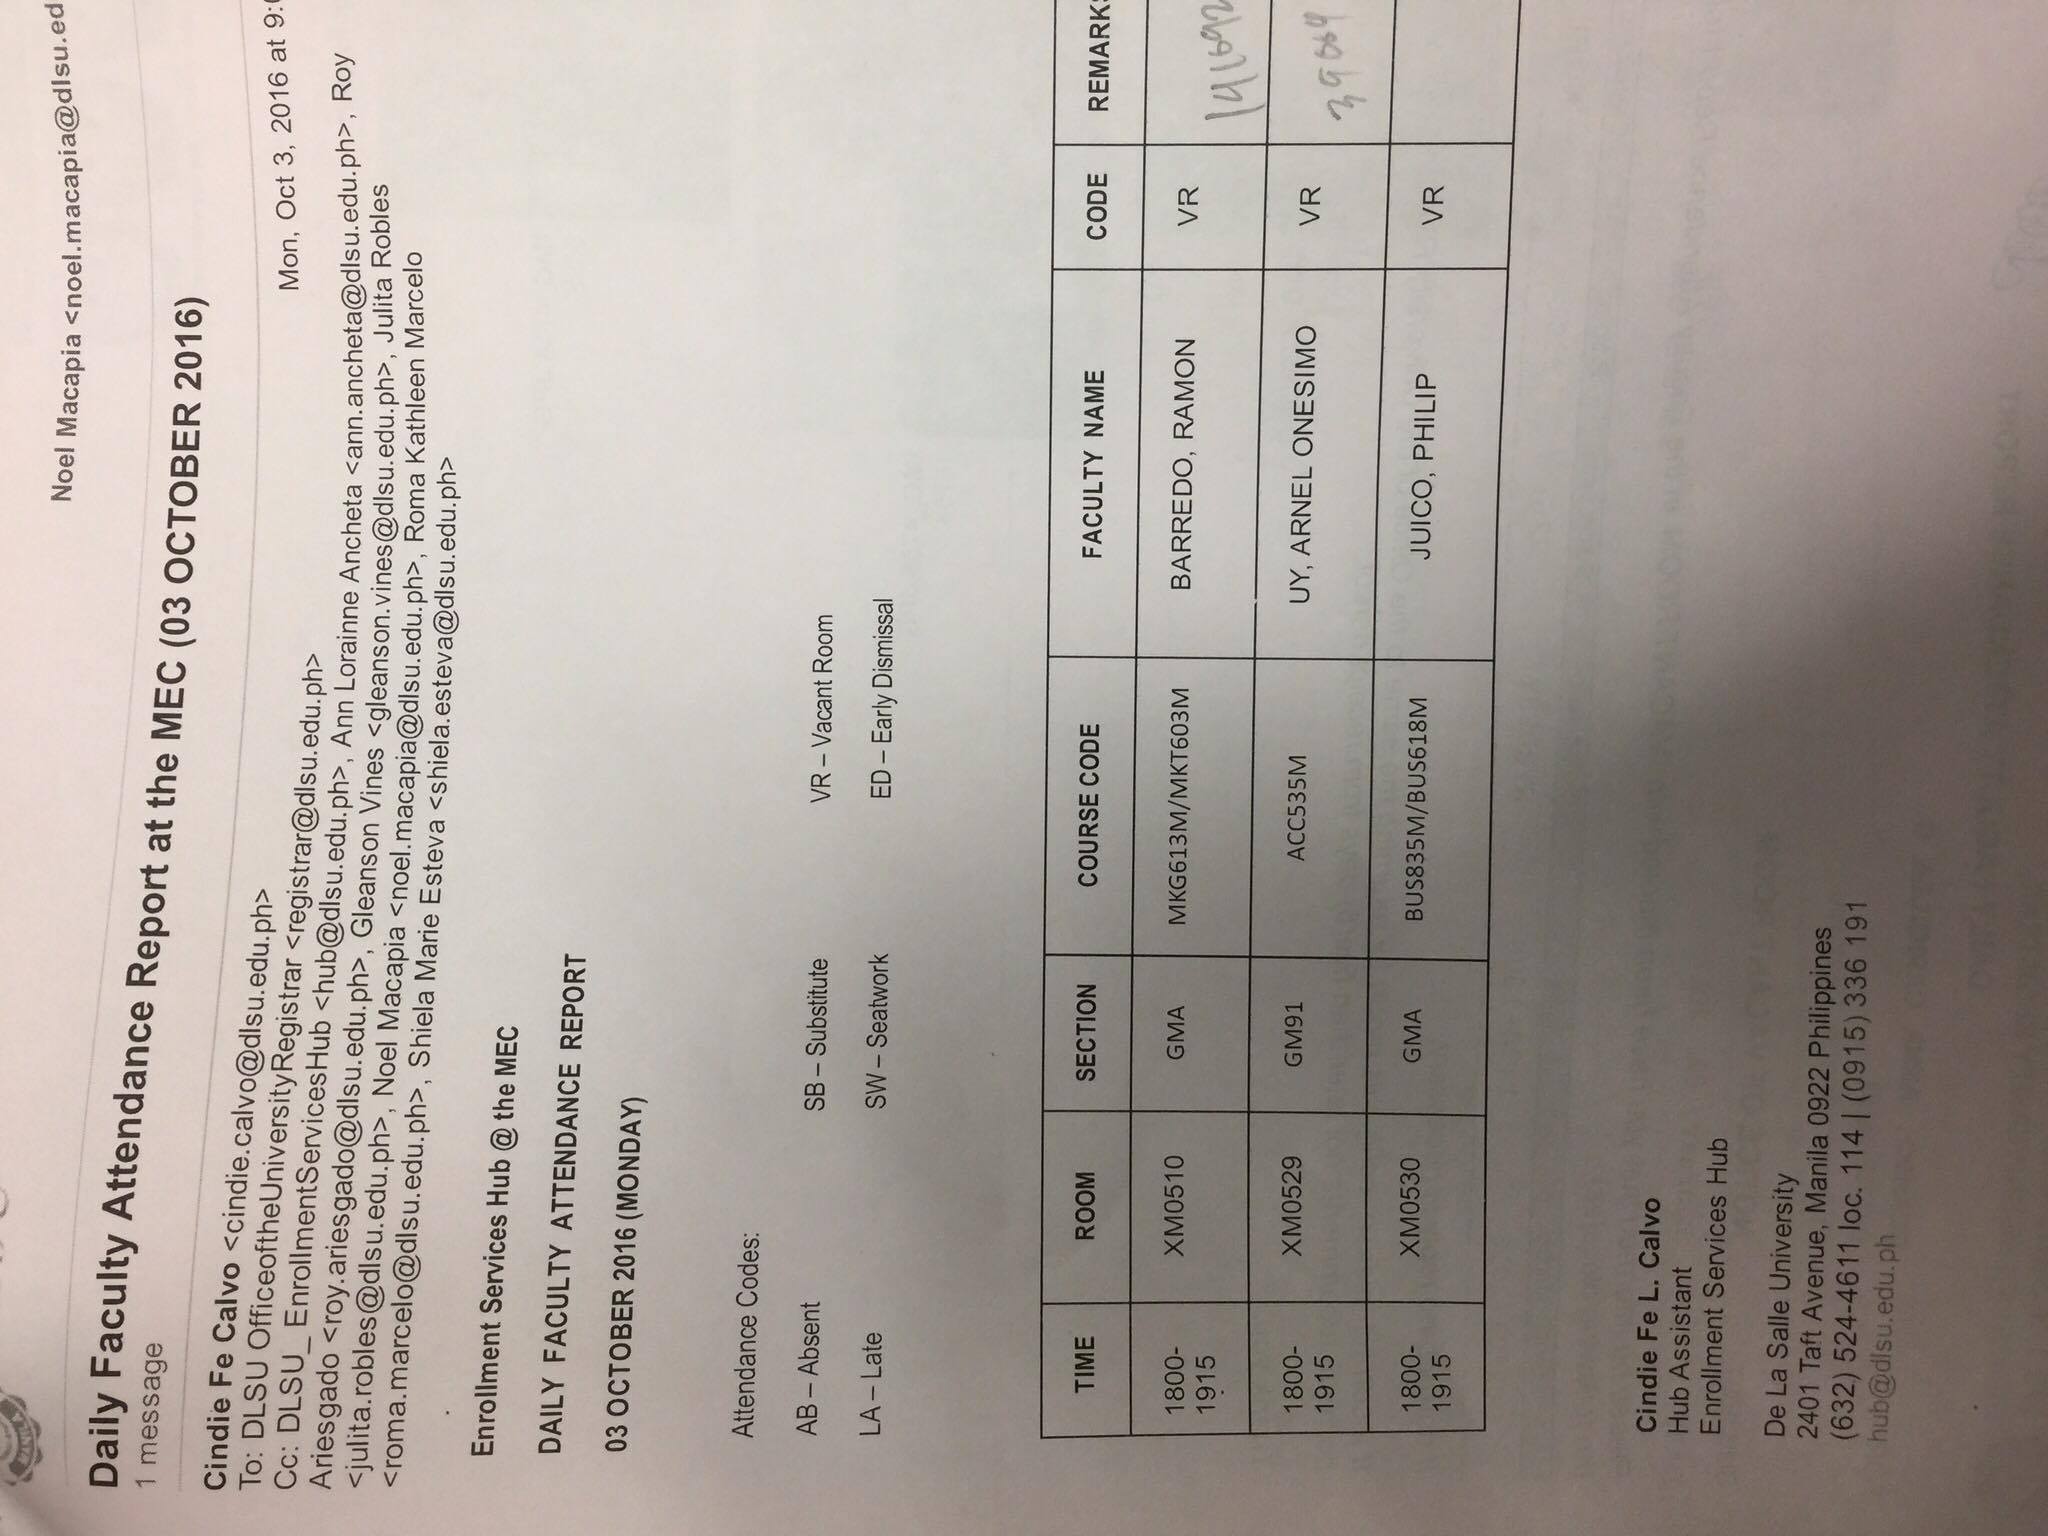 MANILA
Noel Macapia <noel.macapia@dlsu.ed
Daily Faculty Attendance Report at the MEC (03 OCTOBER 2016)
1 message
Cindie Fe Calvo <cindie.calvo@dlsu.edu.ph>
Mon, Oct 3, 2016 at 9:0
To: DLSU OfficeoftheUniversityRegistrar <registrar@dlsu.edu.ph>
Cc: DLSU_ EnrollmentServicesHub <hub@dlsu.edu.ph>, Ann Lorainne Ancheta <ann.ancheta@dlsu.edu.ph>, Roy
Ariesgado <roy.ariesgado@dlsu.edu.ph>, Gleanson Vines <gleanson.vines@dlsu.edu.ph>, Julita Robles
<julita.robles@dlsu.edu.ph>, Noel Macapia <noel.macapia@dlsu.edu.ph>, Roma Kathleen Marcelo
<roma.marcelo@dlsu.edu.ph>, Shiela Marie Esteva <shiela.esteva@dlsu.edu.ph>
Enrollment Services Hub @ the MEC
DAILY FACULTY ATTENDANCE REPORT
03 OCTOBER 2016 (MONDAY)
Attendance Codes:
AB – Absent SB – Substitute VR – Vacant Room
LA – Late SW – Seatwork ED – Early Dismissal
TIME ROOM SECTION COURSE CODE FACULTY NAME CODE REMARKS
1800-1915 XM0510 GMA MKG613M/MKT603M BARREDO, RAMON VR 141692
1800-1915 XM0529 GM91 ACC535M UY, ARNEL ONESIMO VR
1800-1915 XM0530 GMA BUS835M/BUS618M JUICO, PHILIP VR
Cindie Fe L. Calvo
Hub Assistant
Enrollment Services Hub
De La Salle University
2401 Taft Avenue, Manila 0922 Philippines
(632) 524-4611 loc. 114 | (0915) 336 191
hub@dlsu.edu.ph